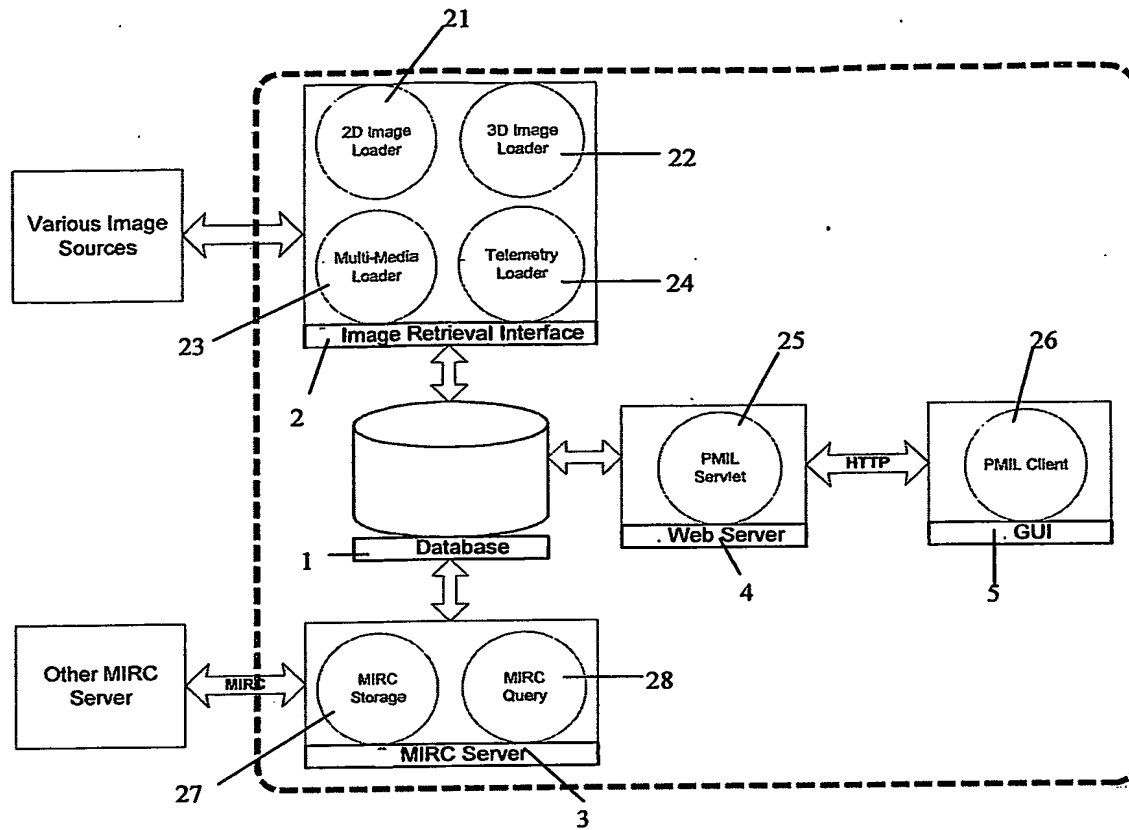 21
2D Image
Loader
3D Image
Loader
22
Various Image
Sources
Multi-Media
Loader
Telemetry
Loader
24
23
Image Retrieval Interface
2
25
26
PMIL
Servlet
HTTP
PMIL Client
Web Server
GUI
4
5
Database
1
Other MIRC
Server
MIRC
MIRC
Storage
MIRC
Query
28
MIRC Server
27
3